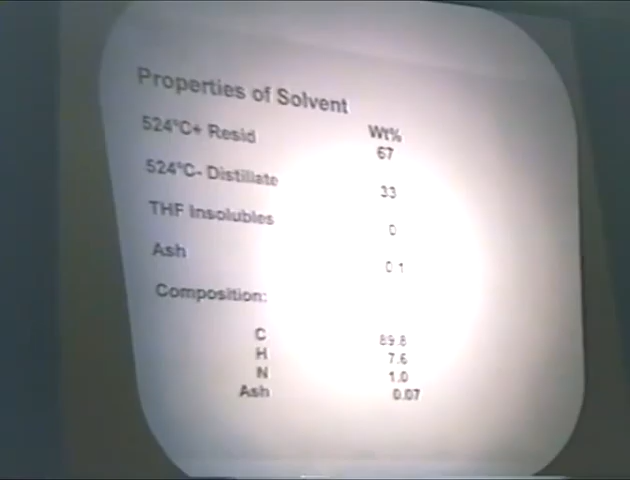 Properties of Solvent
Wt%
524°C+ Resid 67
524°C- Distillate 33
THF Insolubles 0
Ash 0.1
Composition:
C 89.8
H 7.6
N 1.0
Ash 0.07